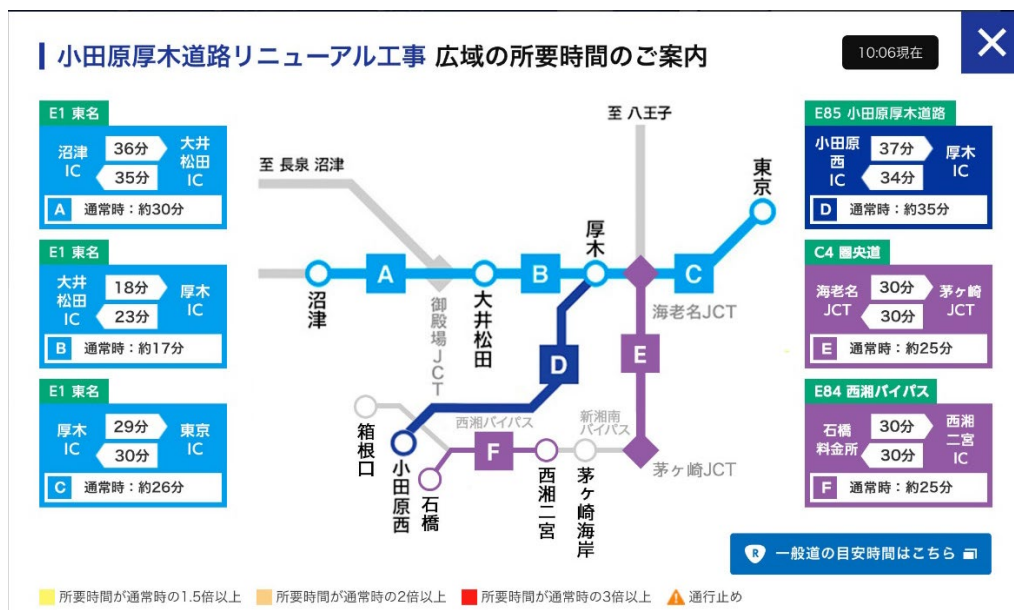 小田原厚木道路リニューアル工事 広域の所要時間のご案内
10:06現在
E1 東名
沼津
IC
36分
35分
大井
松田
IC
A 通常時：約30分
E1 東名
大井
松田
IC
18分
23分
厚木
IC
B 通常時：約17分
E1 東名
厚木
IC
29分
30分
東京
IC
C 通常時：約26分
至 八王子
至 長泉 沼津
東京
厚木
A
B
C
沼津
御殿場JCT
大井松田
海老名JCT
D
E
箱根口
小田原西
石橋
西湘バイパス
F
西湘二宮
新湘南
バイパス
茅ヶ崎海岸
茅ヶ崎JCT
E85 小田原厚木道路
小田原
西
IC
37分
34分
厚木
IC
D 通常時：約35分
C4 圏央道
海老名
JCT
30分
30分
茅ヶ崎
JCT
E 通常時：約25分
E84 西湘バイパス
石橋
料金所
30分
30分
西湘
二宮
IC
F 通常時：約25分
R 一般道の目安時間はこちら
所要時間が通常時の1.5倍以上 所要時間が通常時の2倍以上 所要時間が通常時の3倍以上 通行止め